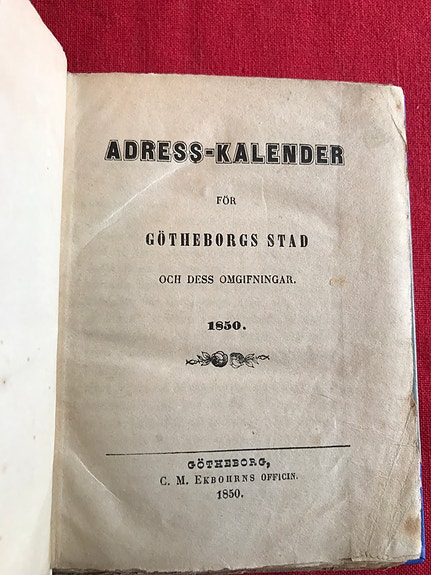 ADRESS-KALENDER
FÖR
GÖTHEBORGS STAD
OCH DESS OMGIFNINGAR.
1850.
GÖTHEBORG,
C. M. EKBOHRNS OFFICIN.
1850.